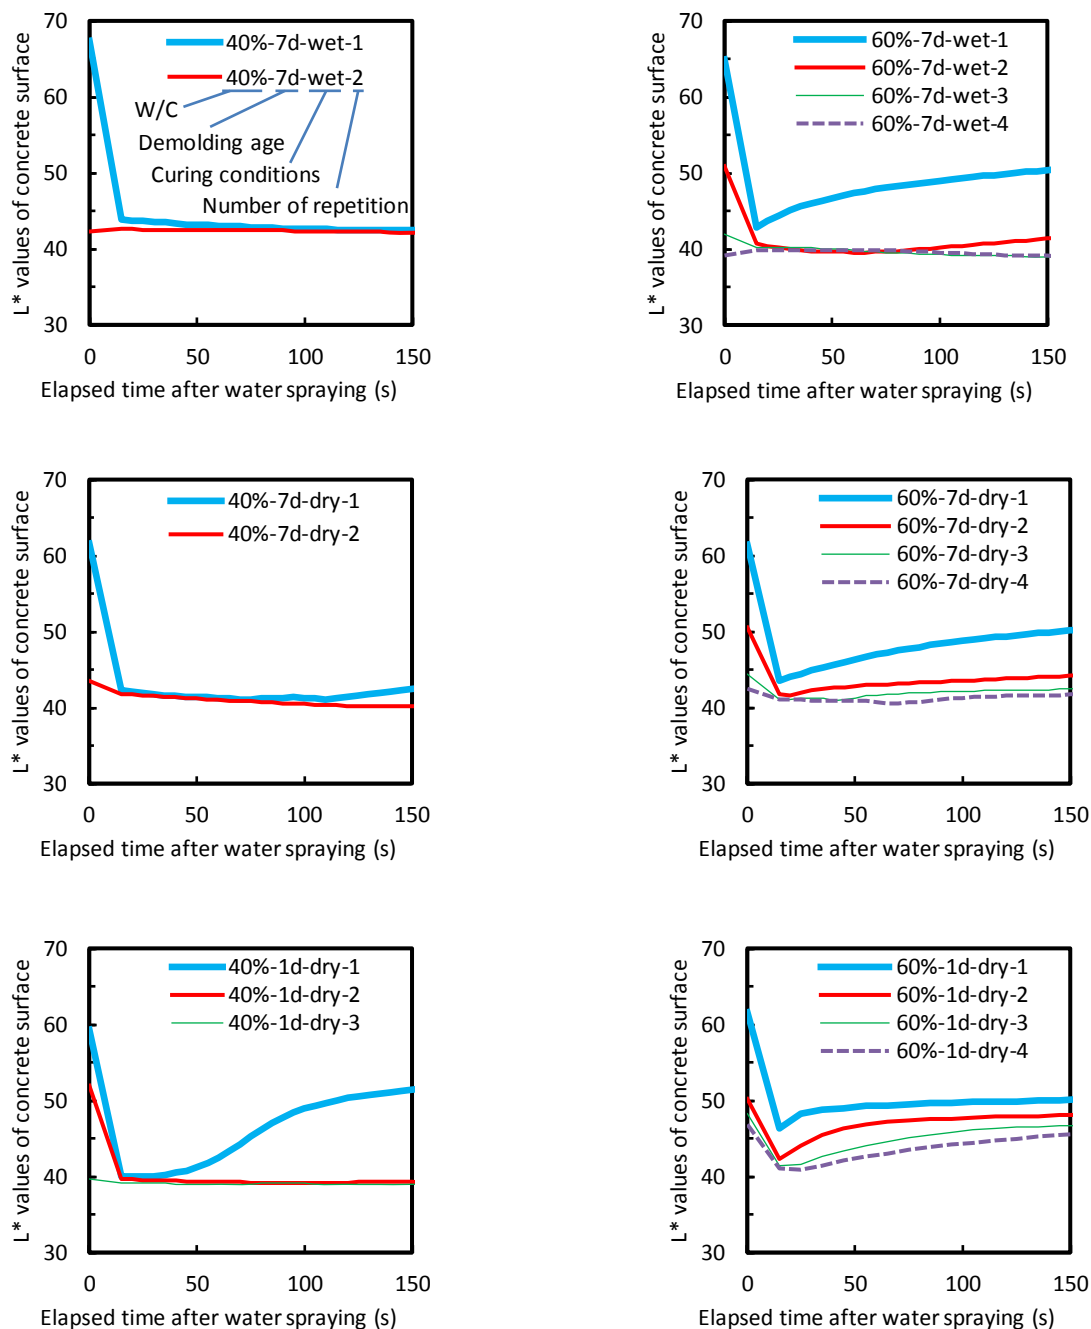 L* values of concrete surface
70
60
50
40
30
40%-7d-wet-1
40%-7d-wet-2
W/C
Demolding age
Curing conditions
Number of repetition
0 50 100 150
Elapsed time after water spraying (s)
L* values of concrete surface
70
60
50
40
30
60%-7d-wet-1
60%-7d-wet-2
60%-7d-wet-3
60%-7d-wet-4
0 50 100 150
Elapsed time after water spraying (s)
L* values of concrete surface
70
60
50
40
30
40%-7d-dry-1
40%-7d-dry-2
0 50 100 150
Elapsed time after water spraying (s)
L* values of concrete surface
70
60
50
40
30
60%-7d-dry-1
60%-7d-dry-2
60%-7d-dry-3
60%-7d-dry-4
0 50 100 150
Elapsed time after water spraying (s)
L* values of concrete surface
70
60
50
40
30
40%-1d-dry-1
40%-1d-dry-2
40%-1d-dry-3
0 50 100 150
Elapsed time after water spraying (s)
L* values of concrete surface
70
60
50
40
30
60%-1d-dry-1
60%-1d-dry-2
60%-1d-dry-3
60%-1d-dry-4
0 50 100 150
Elapsed time after water spraying (s)